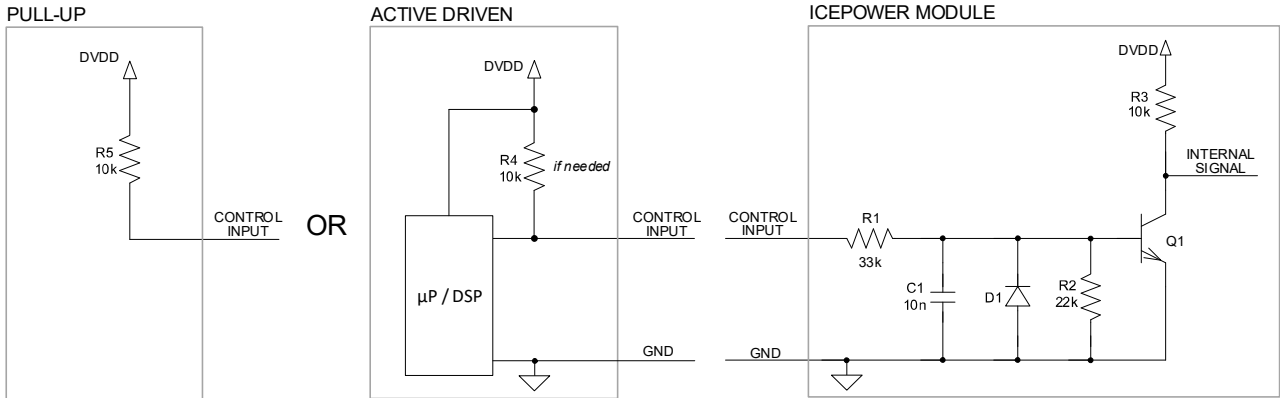 PULL-UP
DVDD
R5
10k
CONTROL
INPUT
OR
ACTIVE DRIVEN
DVDD
R4
10k
if needed
µP / DSP
CONTROL
INPUT
GND
ICEPOWER MODULE
CONTROL
INPUT
GND
R1
33k
C1
10n
D1
R2
22k
DVDD
R3
10k
INTERNAL
SIGNAL
Q1